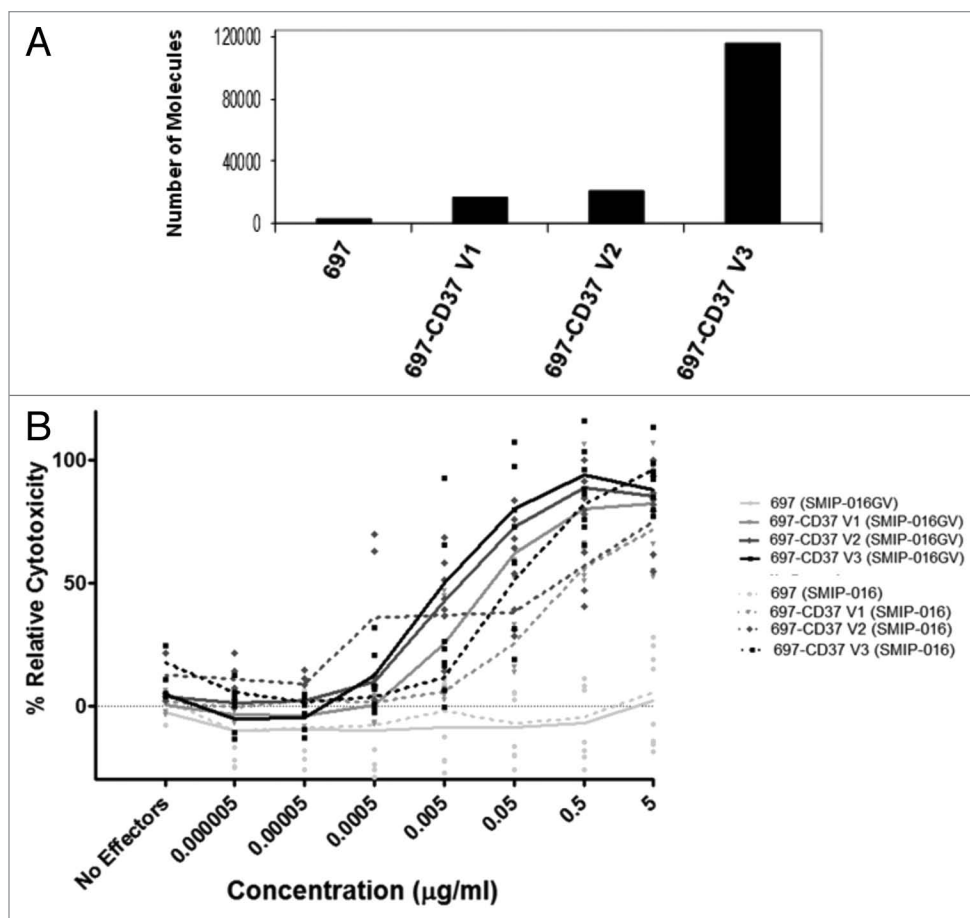 A
Number of Molecules
120000
80000
40000
0
697
697-CD37 V1
697-CD37 V2
697-CD37 V3
B
% Relative Cytotoxicity
100
50
0
No Effectors
0.000005
0.00005
0.0005
0.005
0.05
0.5
5
Concentration (μg/ml)
697 (SMIP-016GV)
697-CD37 V1 (SMIP-016GV)
697-CD37 V2 (SMIP-016GV)
697-CD37 V3 (SMIP-016GV)
697 (SMIP-016)
697-CD37 V1 (SMIP-016)
697-CD37 V2 (SMIP-016)
697-CD37 V3 (SMIP-016)